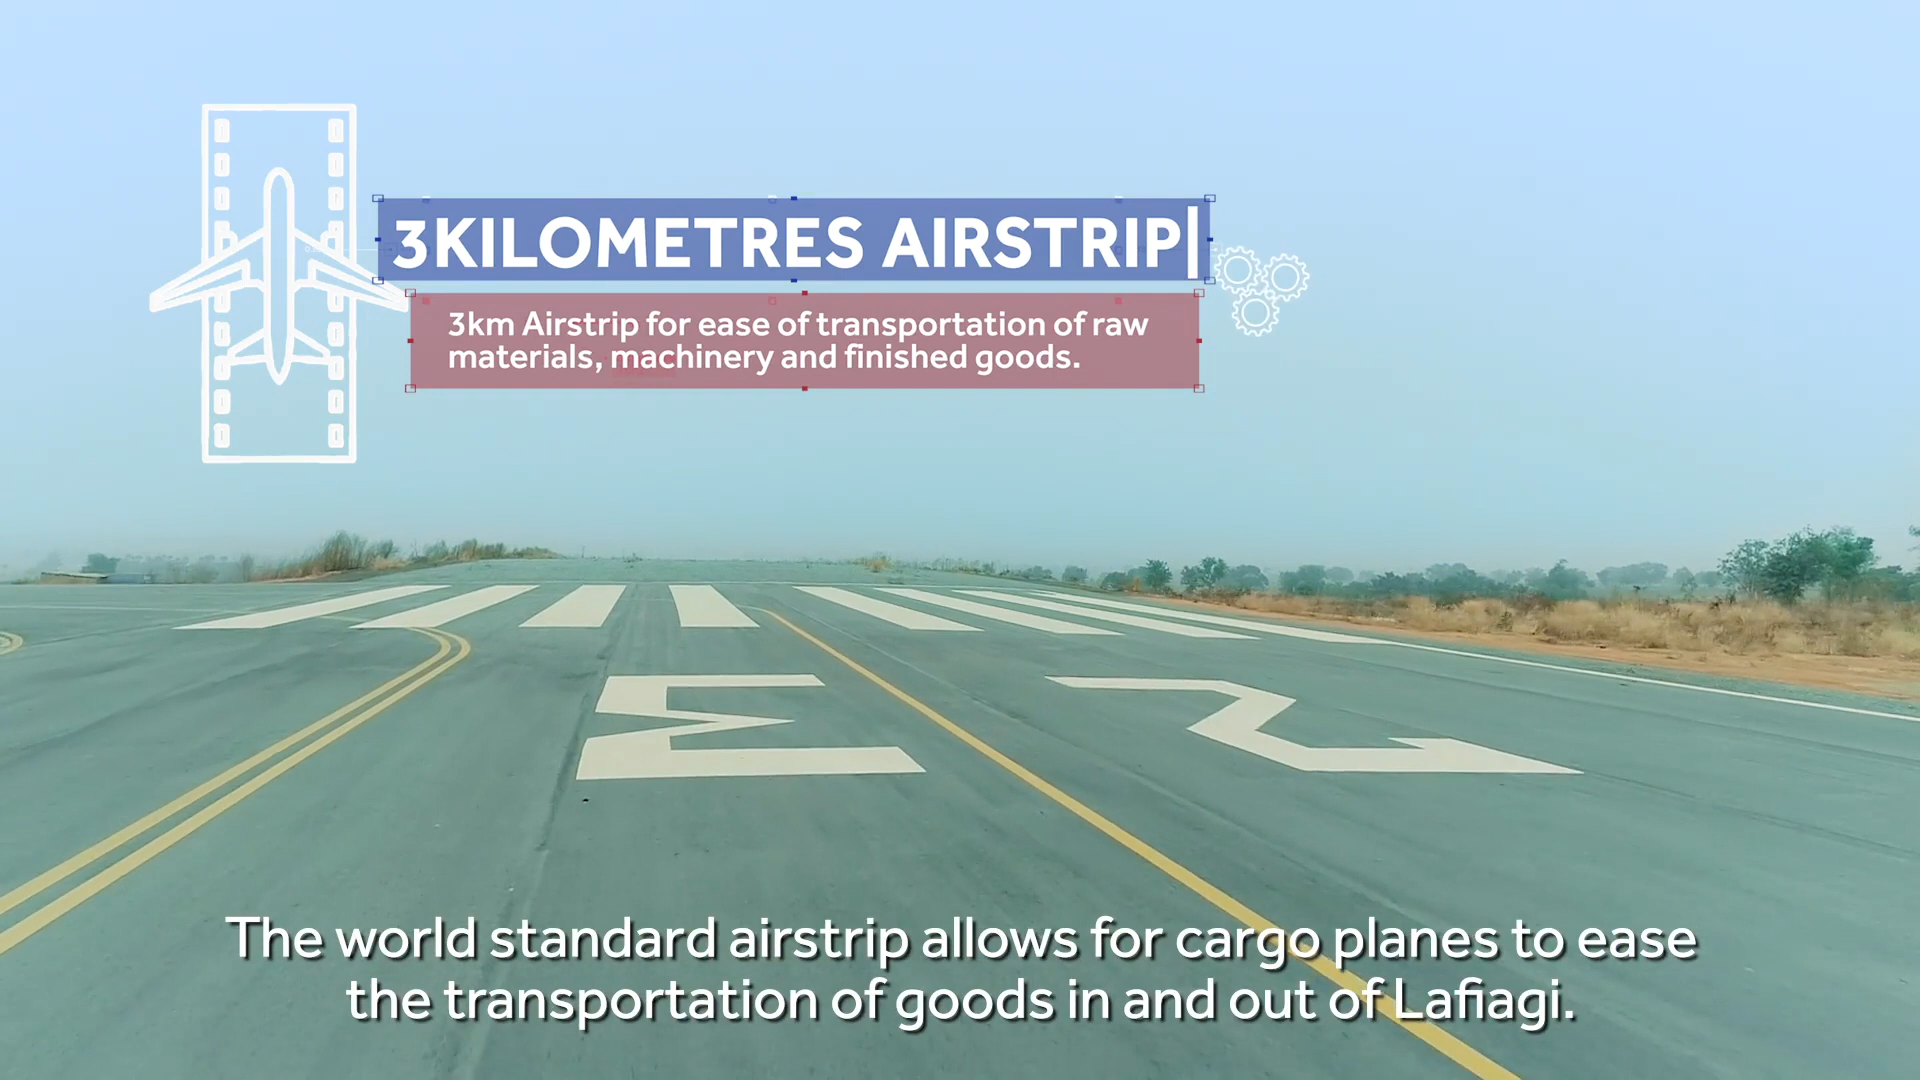 3KILOMETRES AIRSTRIP
3km Airstrip for ease of transportation of raw
materials, machinery and finished goods.
23
The world standard airstrip allows for cargo planes to ease
the transportation of goods in and out of Lafiagi.